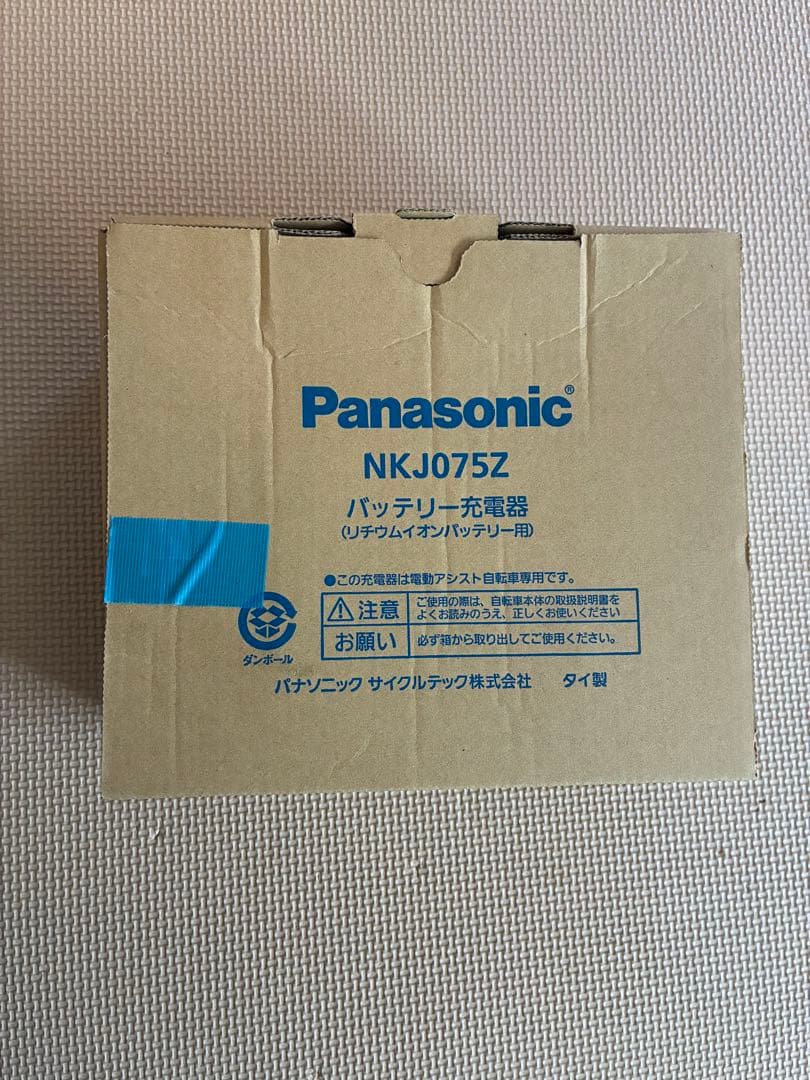 Panasonic®
NKJ075Z
バッテリー充電器
(リチウムイオンバッテリー用)
●この充電器は電動アシスト自転車専用です。
注意 ご使用の際は、自転車本体の取扱説明書を
よくお読みのうえ、正しくお使いください
お願い 必ず箱から取り出してご使用ください。
ダンボール
パナソニック サイクルテック株式会社 タイ製